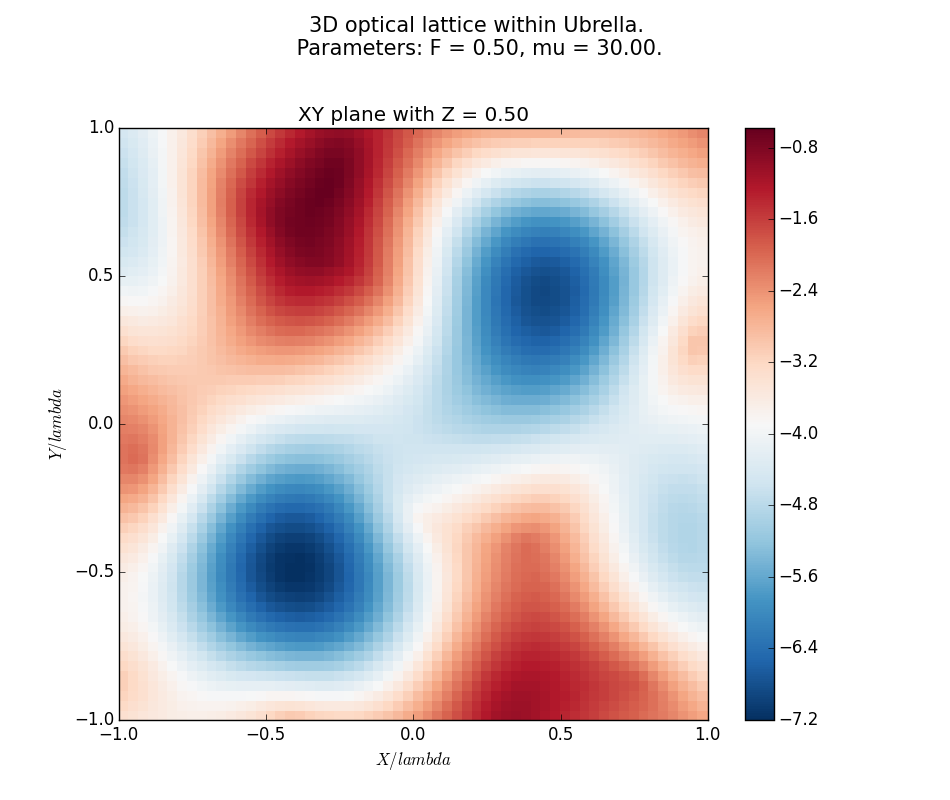 3D optical lattice within Ubrella.
Parameters: F = 0.50, mu = 30.00.
XY plane with Z = 0.50
1.0
0.5
0.0
−0.5
−1.0
Y/lambda
−1.0 −0.5 0.0 0.5 1.0
X/lambda
−0.8
−1.6
−2.4
−3.2
−4.0
−4.8
−5.6
−6.4
−7.2